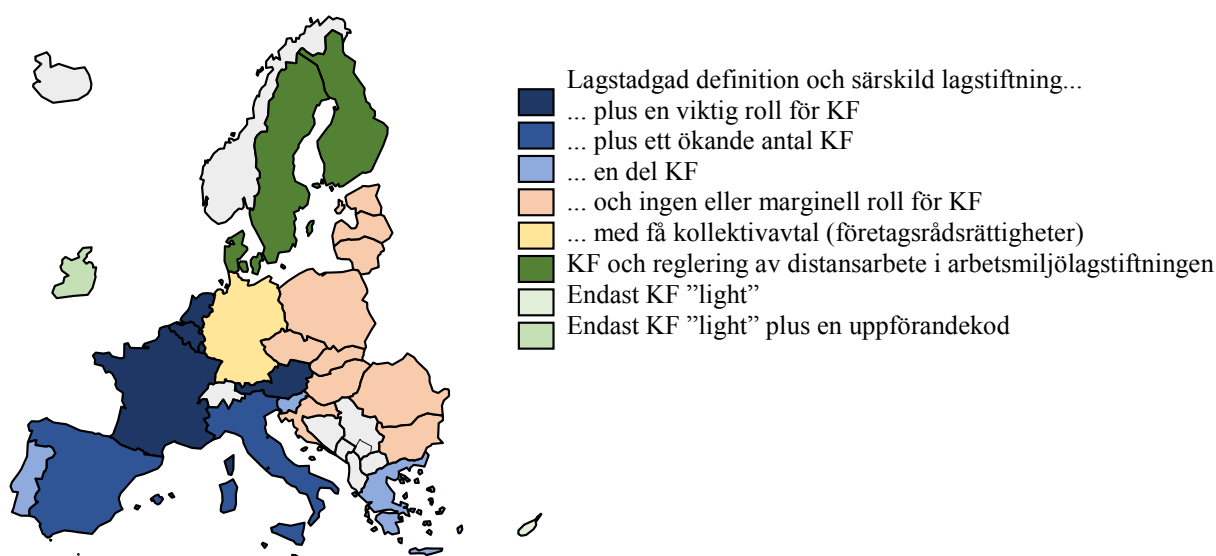 Lagstadgad definition och särskild lagstiftning...
... plus en viktig roll för KF
... plus ett ökande antal KF
... en del KF
... och ingen eller marginell roll för KF
... med få kollektivavtal (företagsrådsrättigheter)
KF och reglering av distansarbete i arbetsmiljölagstiftningen
Endast KF ”light”
Endast KF ”light” plus en uppförandekod